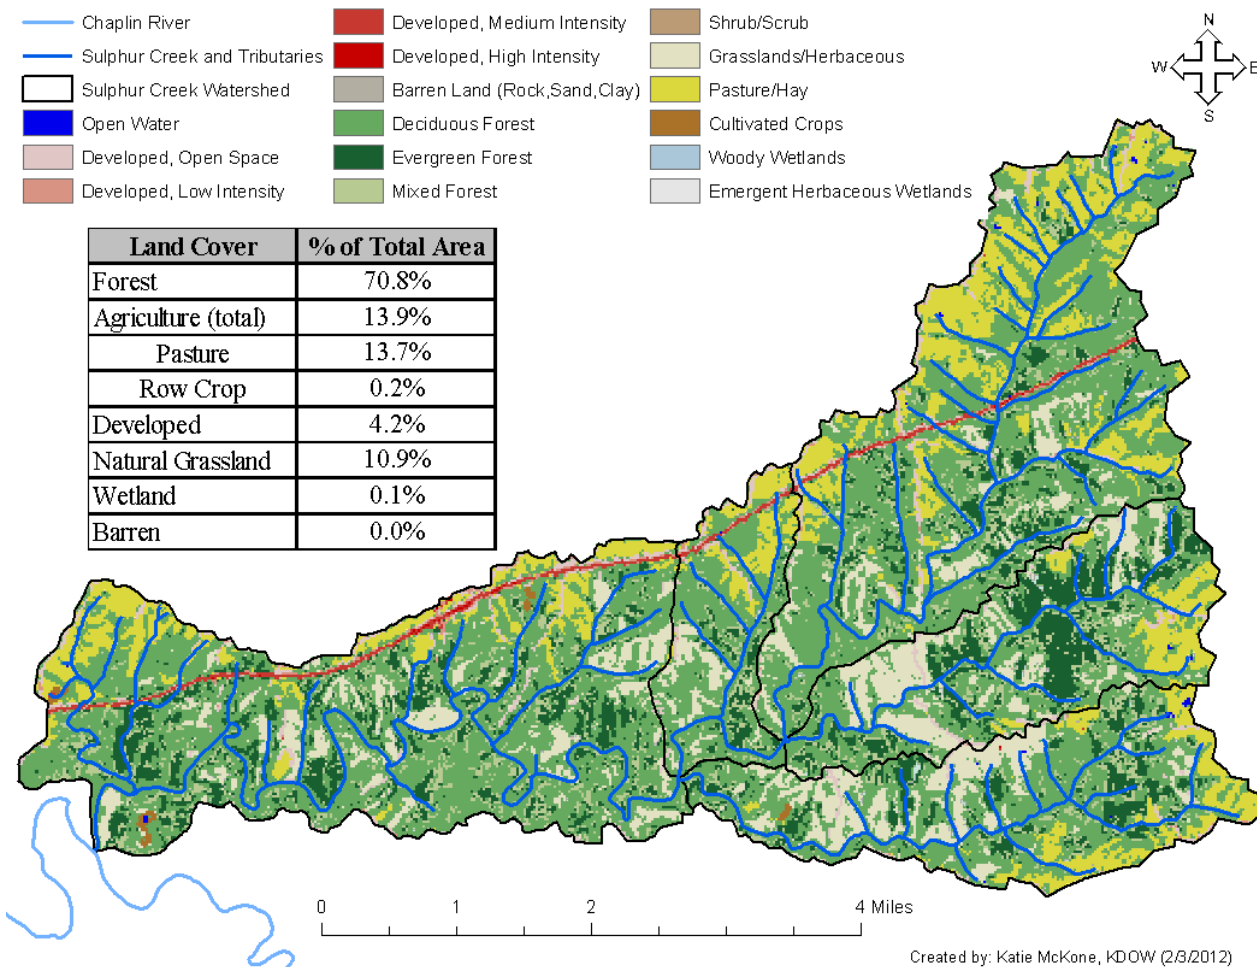 Chaplin River
Sulphur Creek and Tributaries
Sulphur Creek Watershed
Open Water
Developed, Open Space
Developed, Low Intensity
Developed, Medium Intensity
Developed, High Intensity
Barren Land (Rock,Sand,Clay)
Deciduous Forest
Evergreen Forest
Mixed Forest
Shrub/Scrub
Grasslands/Herbaceous
Pasture/Hay
Cultivated Crops
Woody Wetlands
Emergent Herbaceous Wetlands
N
W E
S
Land Cover % of Total Area
Forest 70.8%
Agriculture (total) 13.9%
Pasture 13.7%
Row Crop 0.2%
Developed 4.2%
Natural Grassland 10.9%
Wetland 0.1%
Barren 0.0%
0 1 2 4 Miles
Created by: Katie McKone, KDOW (2/3/2012)